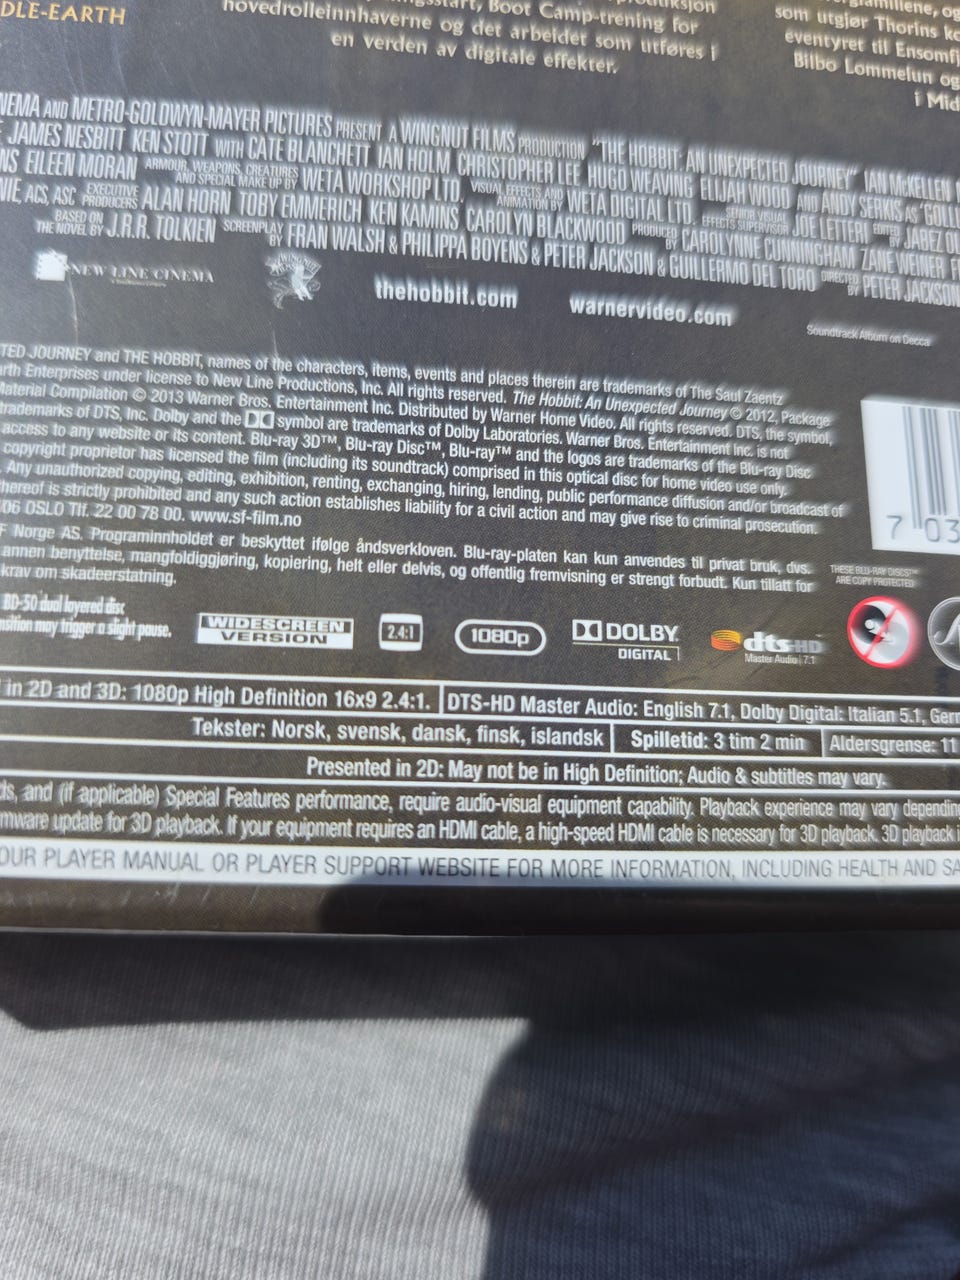 DLE-EARTH
Boot Camp-trening for
hovedrolleinnhaverne og det arbeidet som utføres i
en verden av digitale effekter.
som utgjør Thorins
eventyret til
Bilbo Lommelun og
i Mid
NEMA AND METRO-GOLDWYN-MAYER PICTURES PRESENT A WINGNUT FILMS PRODUCTION "THE HOBBIT: AN UNEXPECTED JOURNEY" IAN McKELLEN
JAMES NESBITT KEN STOTT WITH CATE BLANCHETT IAN HOLM CHRISTOPHER LEE HUGO WEAVING ELIJAH WOOD AND ANDY SERKIS AS "GOLL
NS EILEEN MORAN ARMOUR, WEAPONS, CREATURES AND SPECIAL MAKE UP BY WETA WORKSHOP LTD. VISUAL EFFECTS AND ANIMATION BY WETA DIGITAL LTD SENIOR VISUAL EFFECTS SUPERVISOR JOE LETTERI EDITED BY JABEZ
NIE, ACS, ASC EXECUTIVE PRODUCERS ALAN HORN TOBY EMMERICH KEN KAMINS CAROLYN BLACKWOOD PRODUCED BY CAROLYNNE CUNNINGHAM ZANE WEINER
BASED ON THE NOVEL BY J.R.R. TOLKIEN SCREENPLAY BY FRAN WALSH & PHILIPPA BOYENS & PETER JACKSON & GUILLERMO DEL TORO DIRECTED BY PETER JACKSON
NEW LINE CINEMA
thehobbit.com
warnervideo.com
Soundtrack Album on Decca
TED JOURNEY and THE HOBBIT, names of the characters, items, events and places therein are trademarks of The Saul Zaentz
arth Enterprises under license to New Line Productions, Inc. All rights reserved. The Hobbit: An Unexpected Journey © 2012, Package
Material Compilation © 2013 Warner Bros. Entertainment Inc. Distributed by Warner Home Video. All rights reserved. DTS, the symbol,
trademarks of DTS, Inc. Dolby and the symbol are trademarks of Dolby Laboratories. Warner Bros. Entertainment Inc. is not
access to any website or its content. Blu-ray 3D™, Blu-ray Disc™, Blu-ray™ and the logos are trademarks of the Blu-ray Disc
copyright proprietor has licensed the film (including its soundtrack) comprised in this optical disc for home video use only.
Any unauthorized copying, editing, exhibition, renting, exchanging, hiring, lending, public performance diffusion and/or broadcast of
hereof is strictly prohibited and any such action establishes liability for a civil action and may give rise to criminal prosecution.
06 OSLO Tlf. 22 00 78 00. www.sf-film.no
F Norge AS. Programinnholdet er beskyttet ifølge åndsverkloven. Blu-ray-platen kan kun anvendes til privat bruk, dvs.
annen benyttelse, mangfoldiggjøring, kopiering, helt eller delvis, og offentlig fremvisning er strengt forbudt. Kun tillatt for
krav om skadeerstatning.
7 03
THESE BLU-RAY DISCS™
ARE COPY PROTECTED
BD-50 dual layered disc
nsition may trigger a slight pause.
WIDESCREEN
VERSION
2.4:1
1080p
DOLBY
DIGITAL
dts-HD
Master Audio | 7.1
in 2D and 3D: 1080p High Definition 16x9 2.4:1. DTS-HD Master Audio: English 7.1, Dolby Digital: Italian 5.1, Gern
Tekster: Norsk, svensk, dansk, finsk, islandsk Spilletid: 3 tim 2 min Aldersgrense: 11
Presented in 2D: May not be in High Definition; Audio & subtitles may vary.
ds, and (if applicable) Special Features performance, require audio-visual equipment capability. Playback experience may vary depending
rmware update for 3D playback. If your equipment requires an HDMI cable, a high-speed HDMI cable is necessary for 3D playback. 3D playback i
OUR PLAYER MANUAL OR PLAYER SUPPORT WEBSITE FOR MORE INFORMATION, INCLUDING HEALTH AND SA